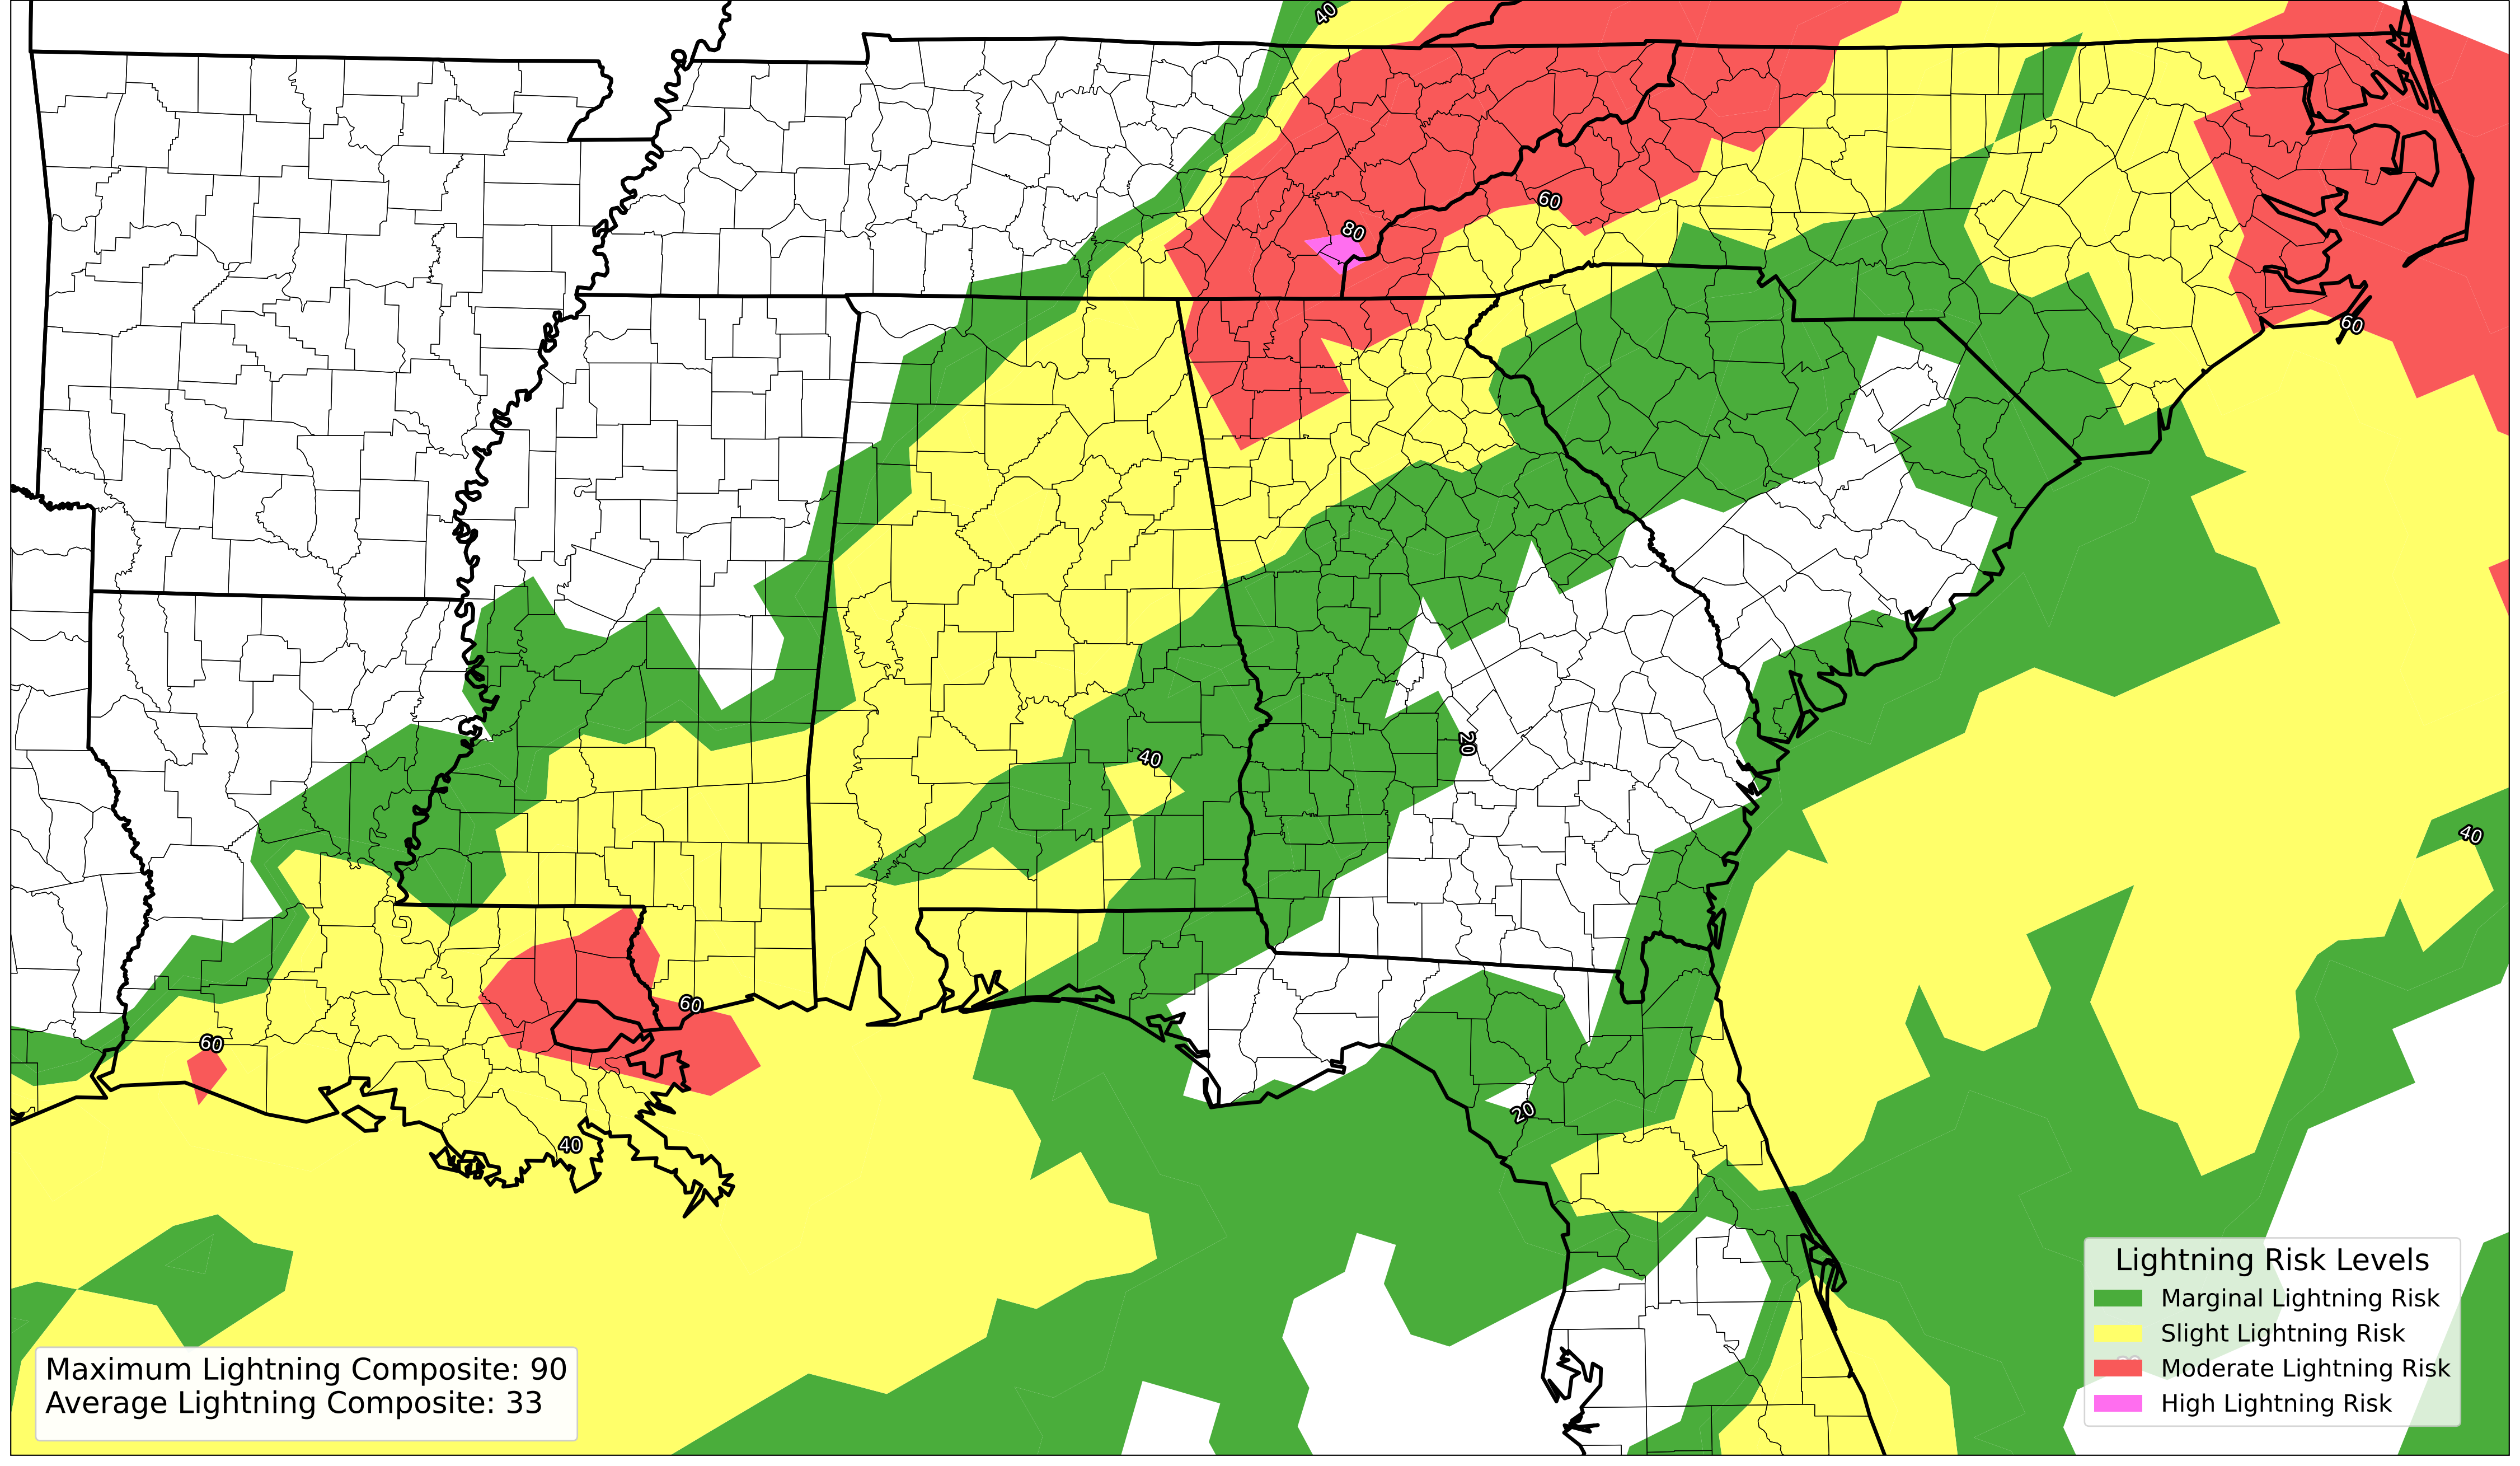 40
60
80
60
20
40
40
60
60
20
40
Lightning Risk Levels
Marginal Lightning Risk
Slight Lightning Risk
Moderate Lightning Risk
High Lightning Risk
Maximum Lightning Composite: 90
Average Lightning Composite: 33